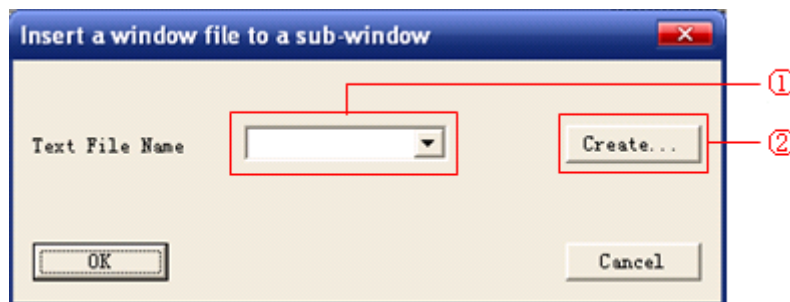 Insert a window file to a sub-window
①
Text File Name
Create...
②
OK
Cancel